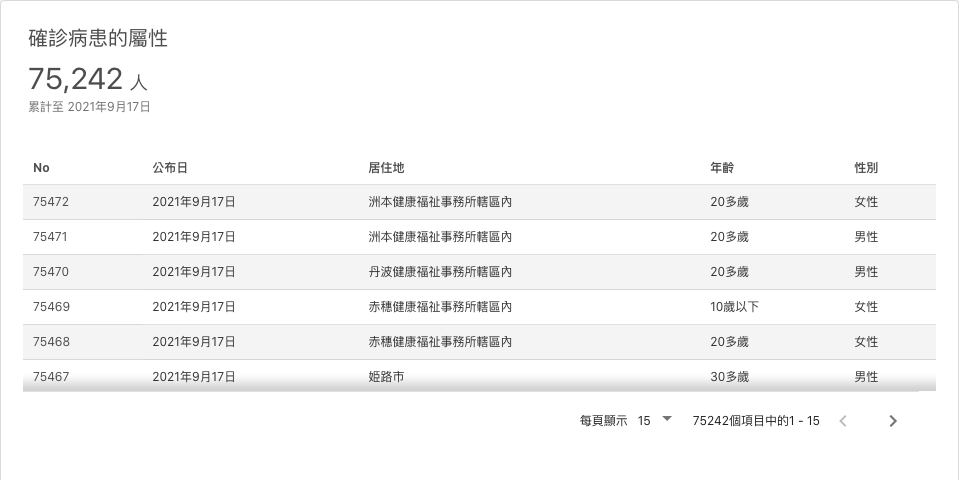 確診病患的屬性
75,242 人
累計至 2021年9月17日
No 公布日 居住地 年齡 性別
75472 2021年9月17日 洲本健康福祉事務所轄區內 20多歲 女性
75471 2021年9月17日 洲本健康福祉事務所轄區內 20多歲 男性
75470 2021年9月17日 丹波健康福祉事務所轄區內 20多歲 男性
75469 2021年9月17日 赤穗健康福祉事務所轄區內 10歲以下 女性
75468 2021年9月17日 赤穗健康福祉事務所轄區內 20多歲 女性
75467 2021年9月17日 姬路市 30多歲 男性
每頁顯示 15 75242個項目中的1 - 15